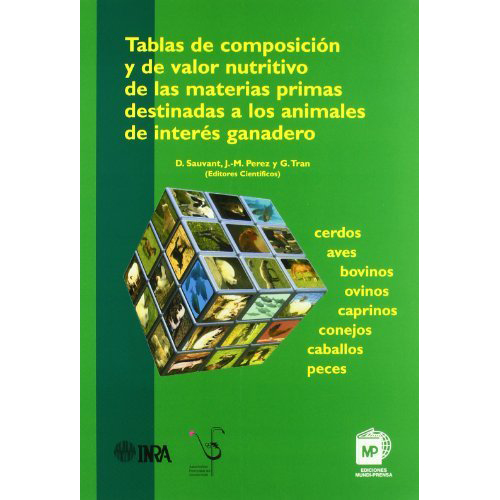 Tablas de composición
y de valor nutritivo
de las materias primas
destinadas a los animales
de interés ganadero
D. Sauvant, J.-M. Perez y G. Tran
(Editores Científicos)
cerdos
aves
bovinos
ovinos
caprinos
conejos
caballos
peces
INRA
MP
EDICIONES
MUNDI-PRENSA